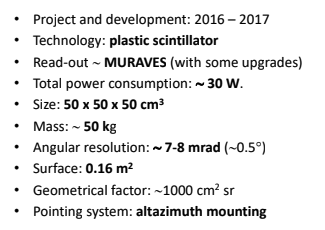 • Project and development: 2016 – 2017
• Technology: plastic scintillator
• Read-out ~ MURAVES (with some upgrades)
• Total power consumption: ~ 30 W.
• Size: 50 x 50 x 50 cm³
• Mass: ~ 50 kg
• Angular resolution: ~ 7-8 mrad (~0.5°)
• Surface: 0.16 m²
• Geometrical factor: ~1000 cm² sr
• Pointing system: altazimuth mounting